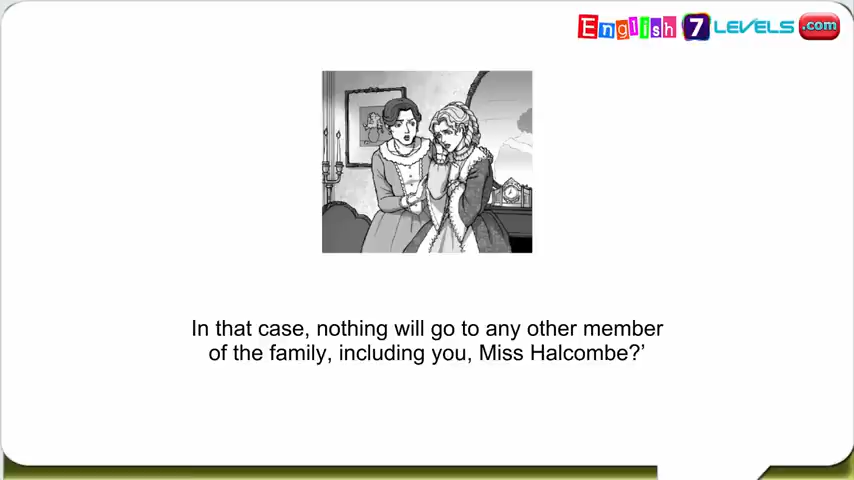 English 7 LEVELS .com
In that case, nothing will go to any other member
of the family, including you, Miss Halcombe?’